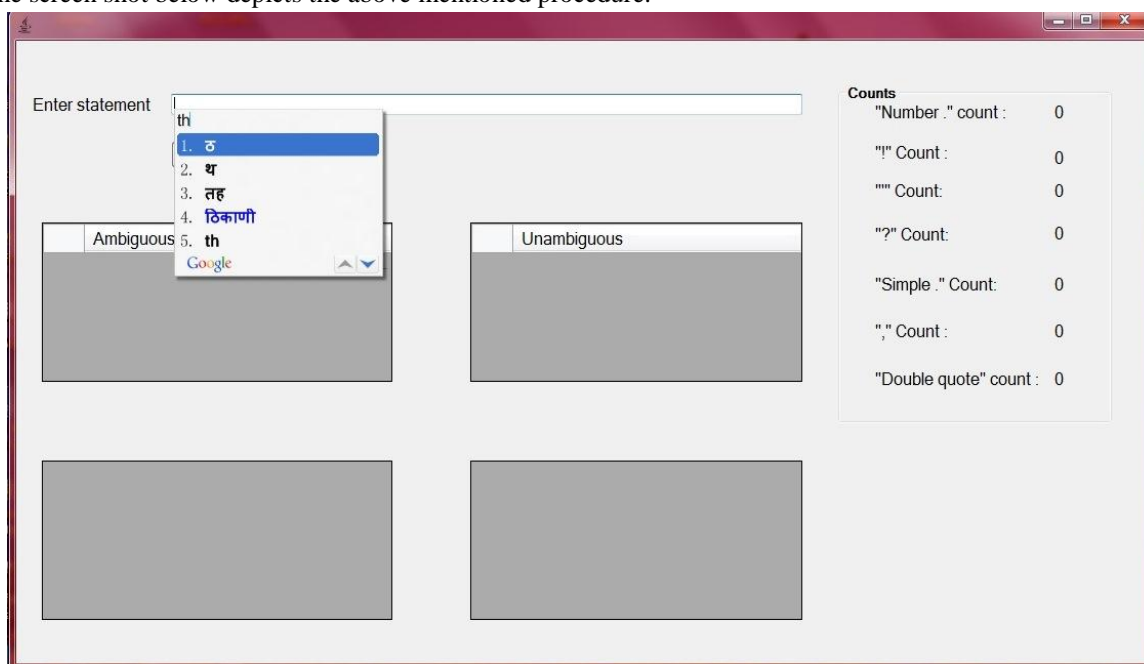 ne screen shot below depicts the above mentioned procedure.
Enter statement
th
1. ठ
2. थ
3. तह
4. ठिकाणी
5. th
Google
Ambiguous
Unambiguous
Counts
"Number ." count : 0
"!" Count : 0
"'" Count: 0
"?" Count: 0
"Simple ." Count: 0
"," Count : 0
"Double quote" count : 0